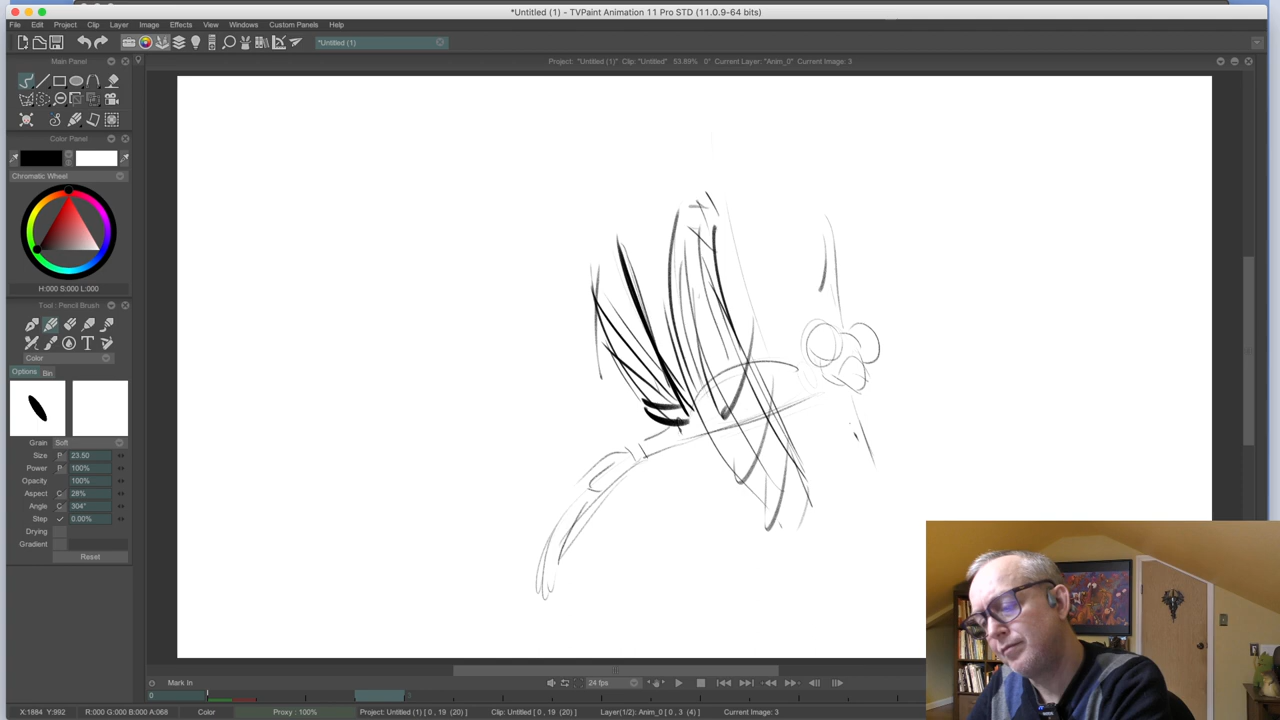 *Untitled (1) - TVPaint Animation 11 Pro STD (11.0.9-64 bits)
File Edit Project Clip Layer Image Effects View Windows Custom Panels Help
*Untitled (1)
Main Panel
Project: "Untitled (1)" Clip: "Untitled" 53.89% 0° Current Layer: "Anim_0" Current Image: 3
Color Panel
Chromatic Wheel
H:000 S:000 L:000
Tool : Pencil Brush
T
Color
Options Bin
Grain Soft
Size P 23.50
Power P 100%
Opacity 100%
Aspect C 28%
Angle C 304°
Step 0.00%
Drying
Gradient
Reset
0 Mark In
24 fps
0
X:1884 Y:992 R:000 G:000 B:000 A:068 Color Proxy : 100% Project: Untitled (1) [ 0 , 19 (20) ] Clip: Untitled [ 0 , 19 (20) ] Layer(1/2): Anim_0 [ 0 , 3 (4) ] Current Image: 3